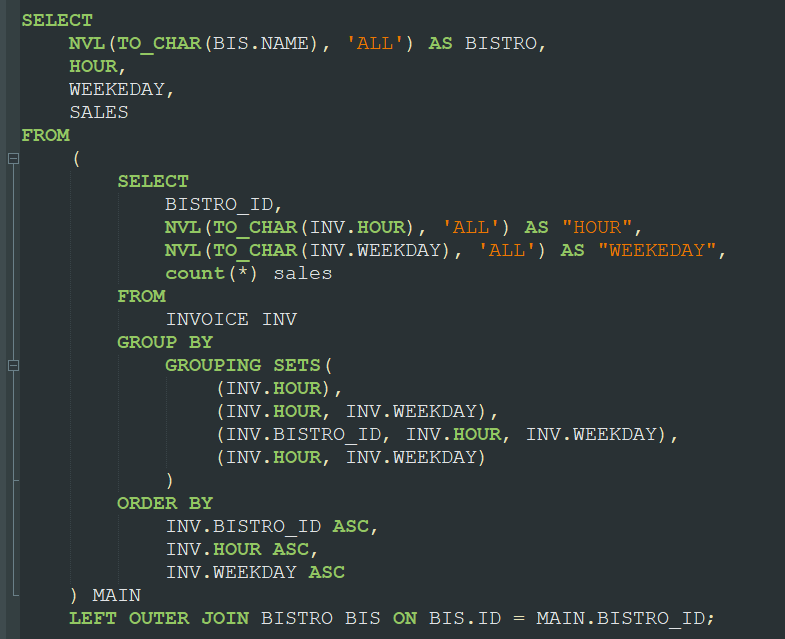 SELECT
NVL(TO_CHAR(BIS.NAME), 'ALL') AS BISTRO,
HOUR,
WEEKEDAY,
SALES
FROM
(
SELECT
BISTRO_ID,
NVL(TO_CHAR(INV.HOUR), 'ALL') AS "HOUR",
NVL(TO_CHAR(INV.WEEKDAY), 'ALL') AS "WEEKEDAY",
count(*) sales
FROM
INVOICE INV
GROUP BY
GROUPING SETS(
(INV.HOUR),
(INV.HOUR, INV.WEEKDAY),
(INV.BISTRO_ID, INV.HOUR, INV.WEEKDAY),
(INV.HOUR, INV.WEEKDAY)
)
ORDER BY
INV.BISTRO_ID ASC,
INV.HOUR ASC,
INV.WEEKDAY ASC
) MAIN
LEFT OUTER JOIN BISTRO BIS ON BIS.ID = MAIN.BISTRO_ID;